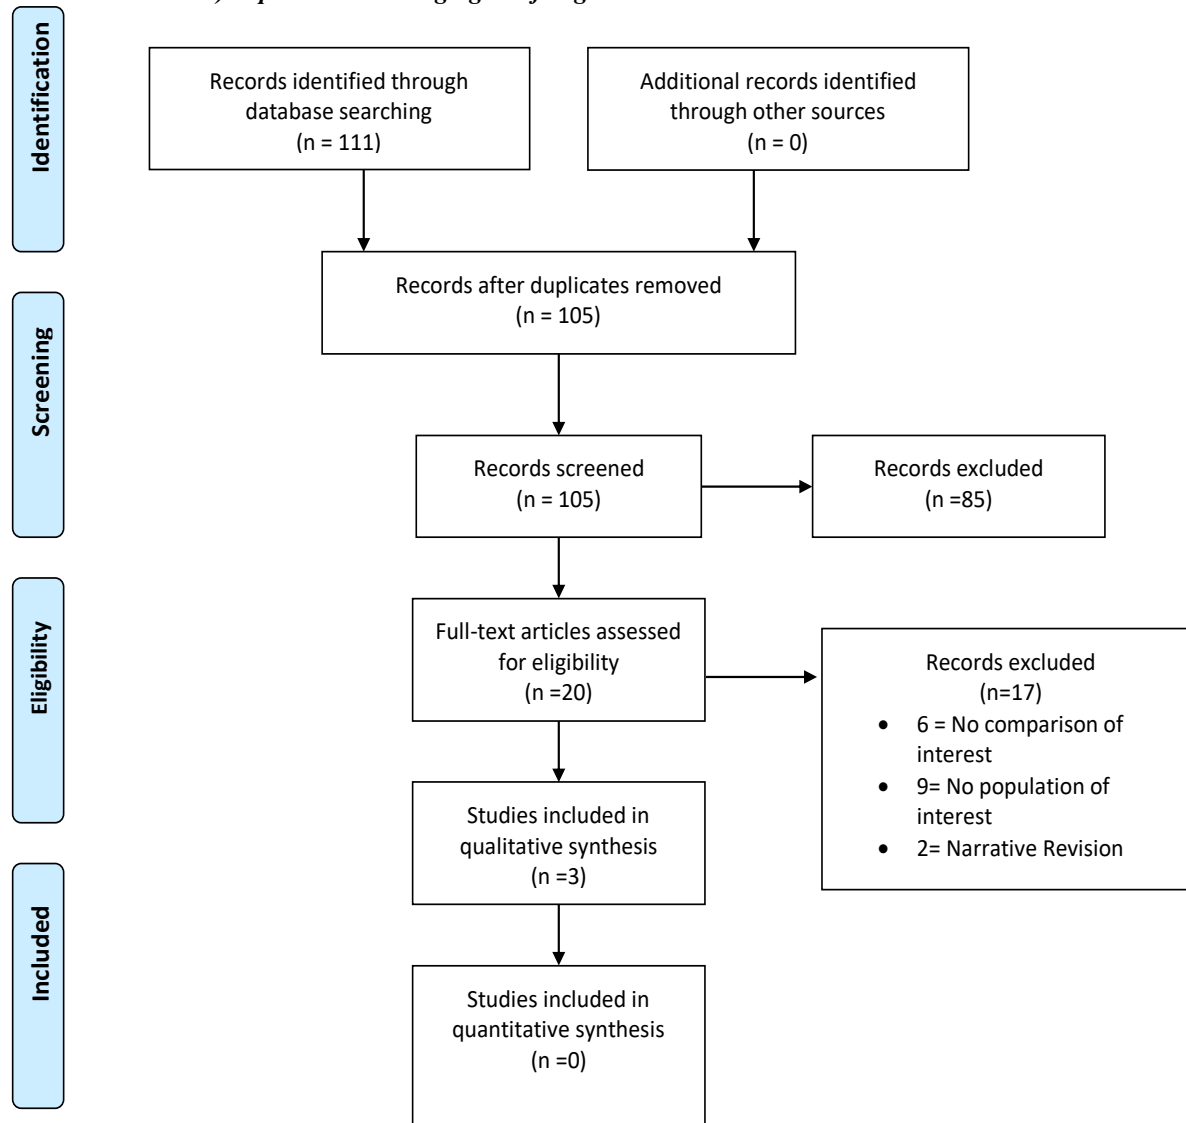 Identification
Records identified through
database searching
(n = 111)
Additional records identified
through other sources
(n = 0)
Records after duplicates removed
(n = 105)
Screening
Records screened
(n = 105)
Records excluded
(n =85)
Eligibility
Full-text articles assessed
for eligibility
(n =20)
Records excluded
(n=17)
• 6 = No comparison of
interest
• 9= No population of
interest
• 2= Narrative Revision
Studies included in
qualitative synthesis
(n =3)
Included
Studies included in
quantitative synthesis
(n =0)